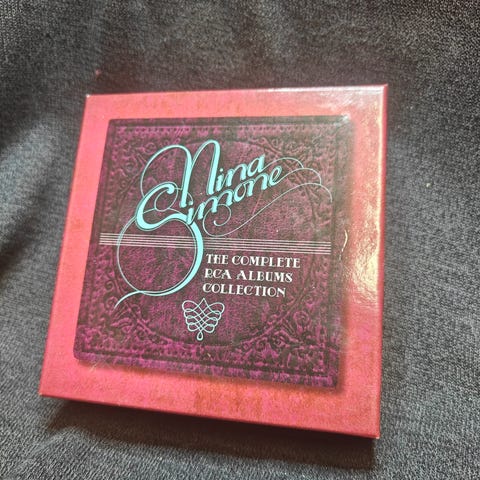 Nina
Simone
THE COMPLETE
RCA ALBUMS
COLLECTION